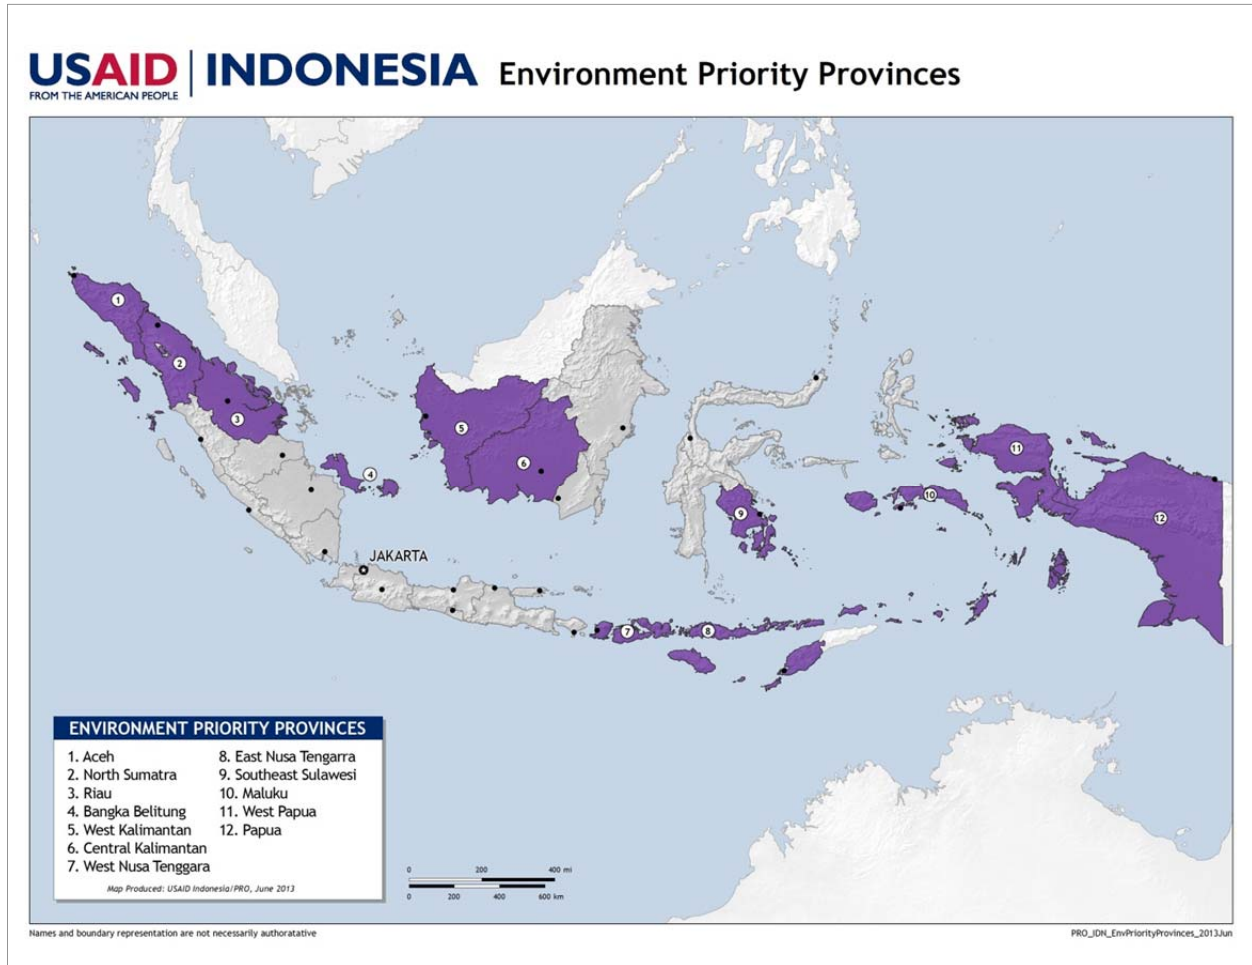 USAID | INDONESIA Environment Priority Provinces
FROM THE AMERICAN PEOPLE
1
2
3
4
5
6
7
8
9
10
11
12
JAKARTA
ENVIRONMENT PRIORITY PROVINCES
1. Aceh
2. North Sumatra
3. Riau
4. Bangka Belitung
5. West Kalimantan
6. Central Kalimantan
7. West Nusa Tenggara
8. East Nusa Tengarra
9. Southeast Sulawesi
10. Maluku
11. West Papua
12. Papua
Map Produced: USAID Indonesia/PRO, June 2013
0 200 400 mi
0 200 400 600 km
Names and boundary representation are not necessarily authoratative
PRO_IDN_EnvPriorityProvinces_2013Jun